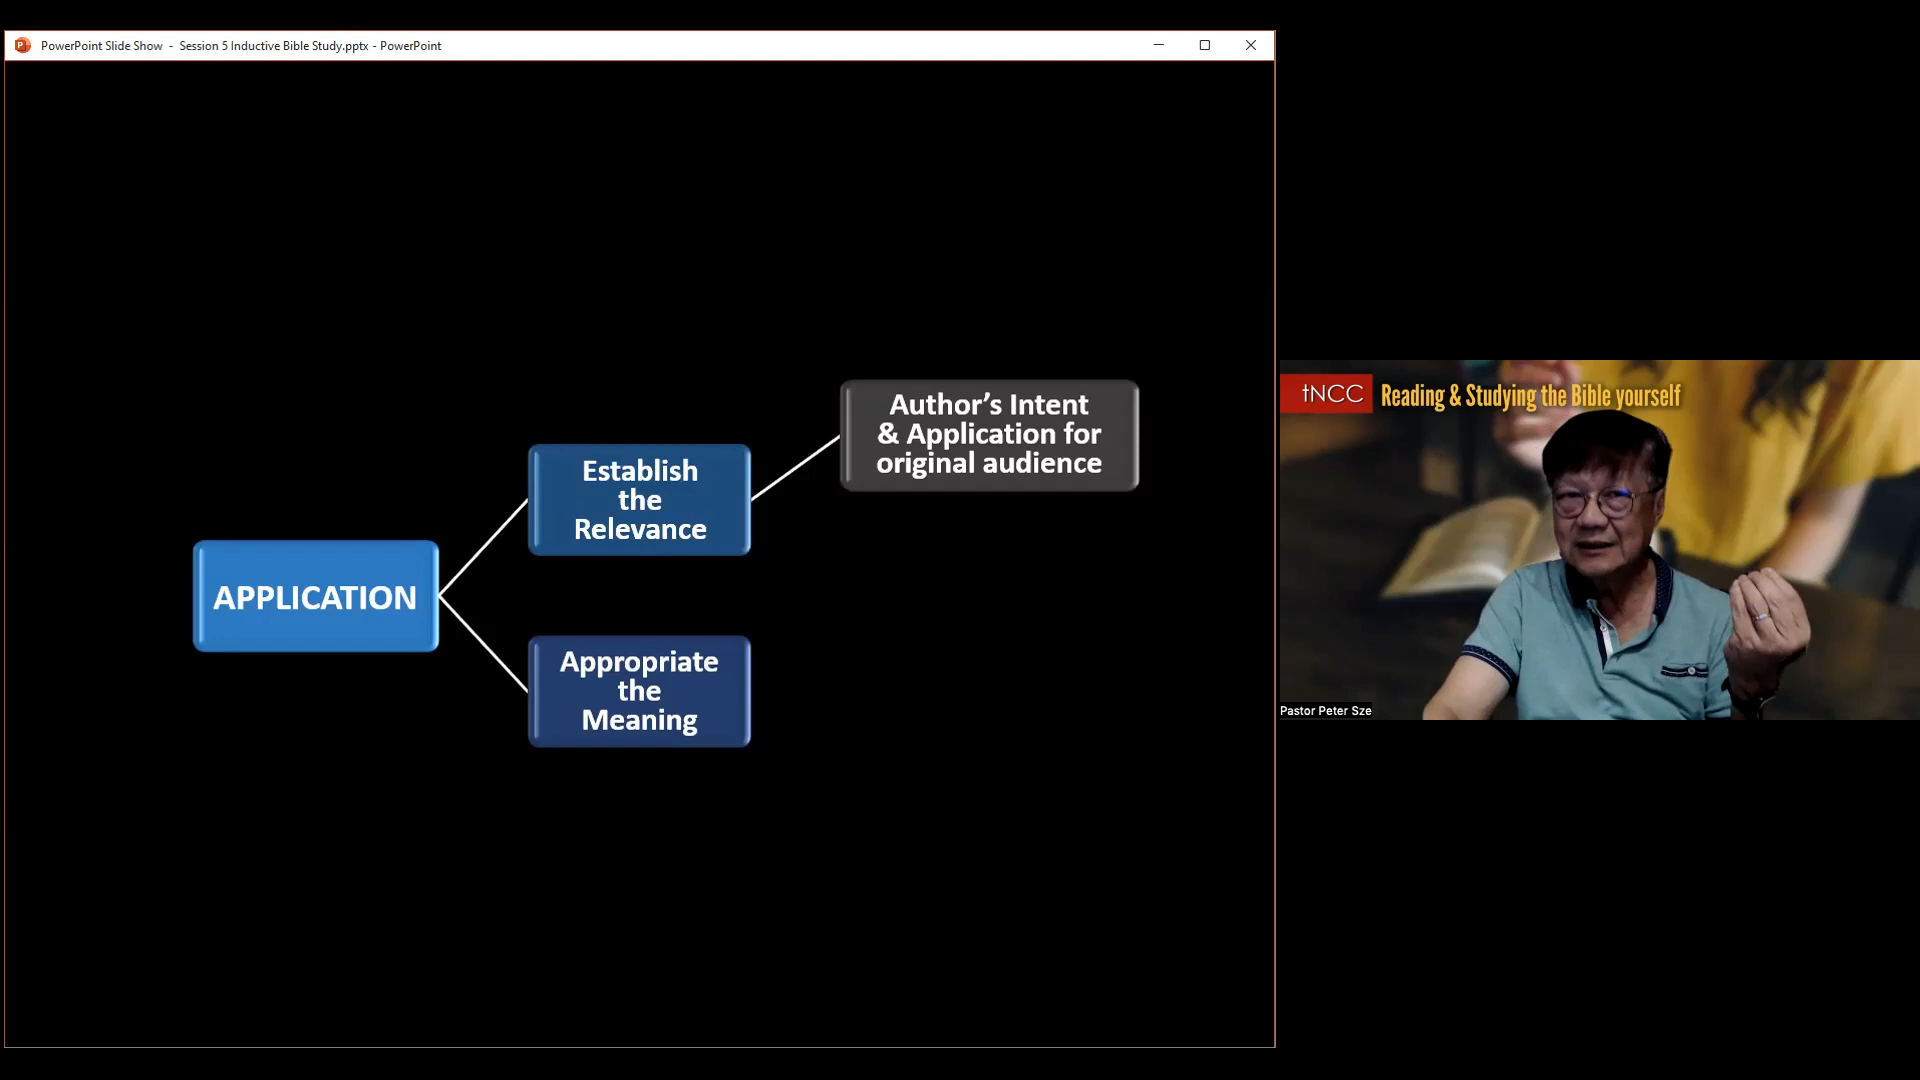 PowerPoint Slide Show - Session 5 Inductive Bible Study.pptx - PowerPoint
APPLICATION
Establish
the
Relevance
Appropriate
the
Meaning
Author’s Intent
& Application for
original audience
tNCC Reading & Studying the Bible yourself
Pastor Peter Sze